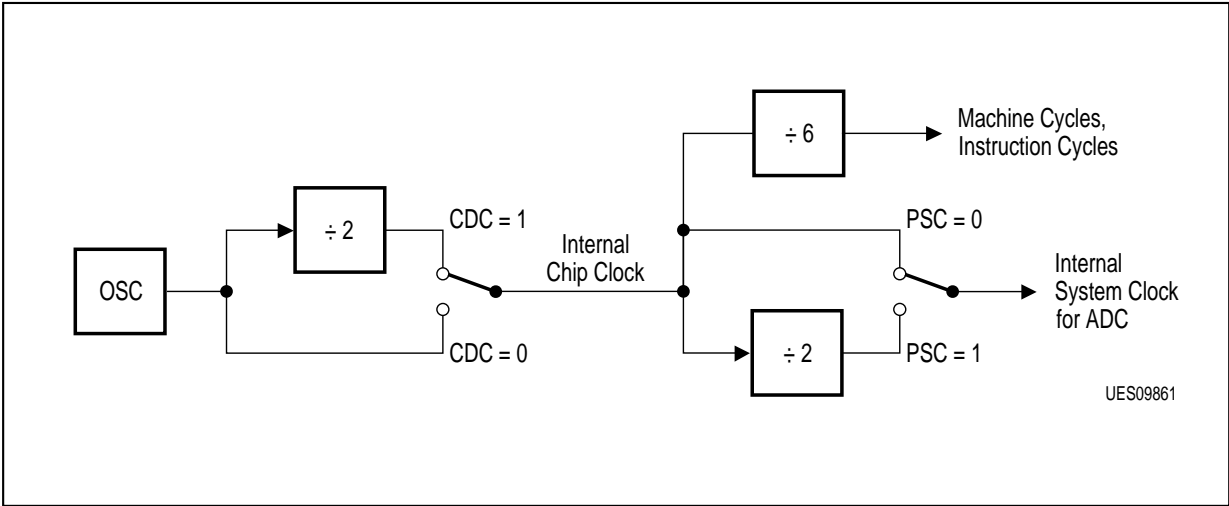 OSC
÷ 2
CDC = 1
CDC = 0
Internal
Chip Clock
÷ 6
Machine Cycles,
Instruction Cycles
PSC = 0
÷ 2
PSC = 1
Internal
System Clock
for ADC
UES09861